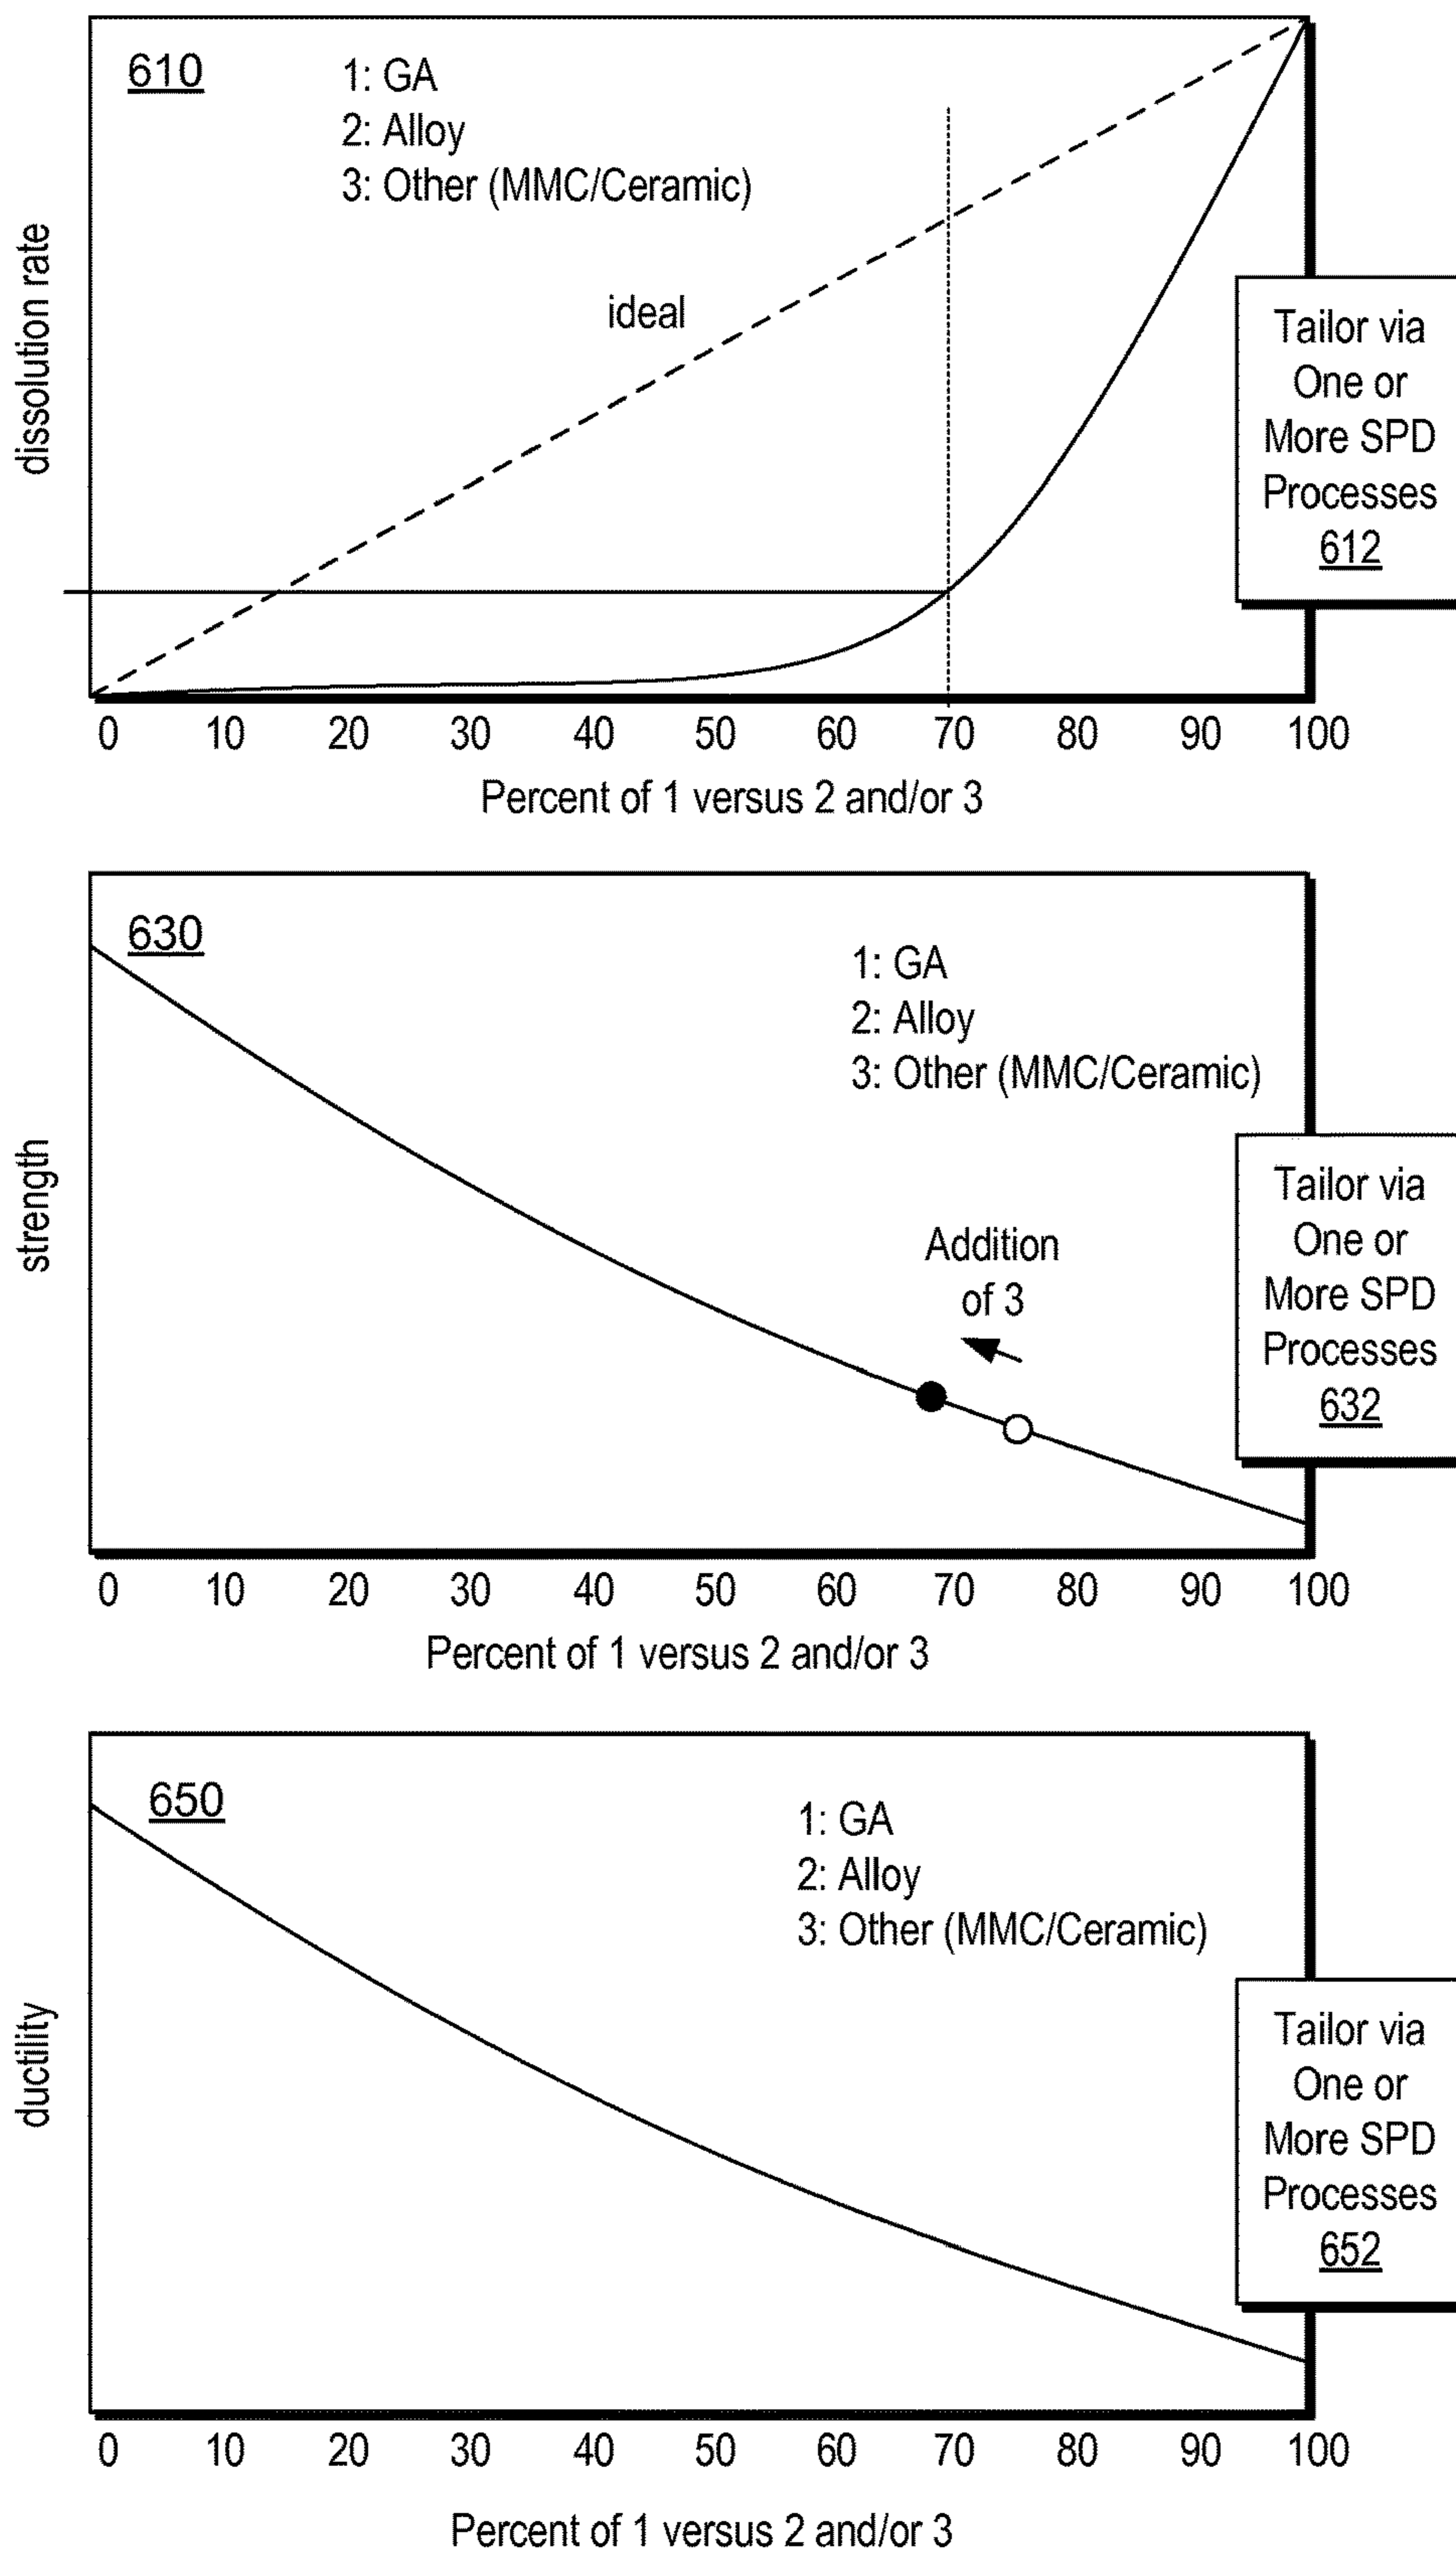 610
1: GA
2: Alloy
3: Other (MMC/Ceramic)
ideal
dissolution rate
Tailor via
One or
More SPD
Processes
612
0 10 20 30 40 50 60 70 80 90 100
Percent of 1 versus 2 and/or 3
630
1: GA
2: Alloy
3: Other (MMC/Ceramic)
strength
Addition
of 3
Tailor via
One or
More SPD
Processes
632
0 10 20 30 40 50 60 70 80 90 100
Percent of 1 versus 2 and/or 3
650
1: GA
2: Alloy
3: Other (MMC/Ceramic)
ductility
Tailor via
One or
More SPD
Processes
652
0 10 20 30 40 50 60 70 80 90 100
Percent of 1 versus 2 and/or 3